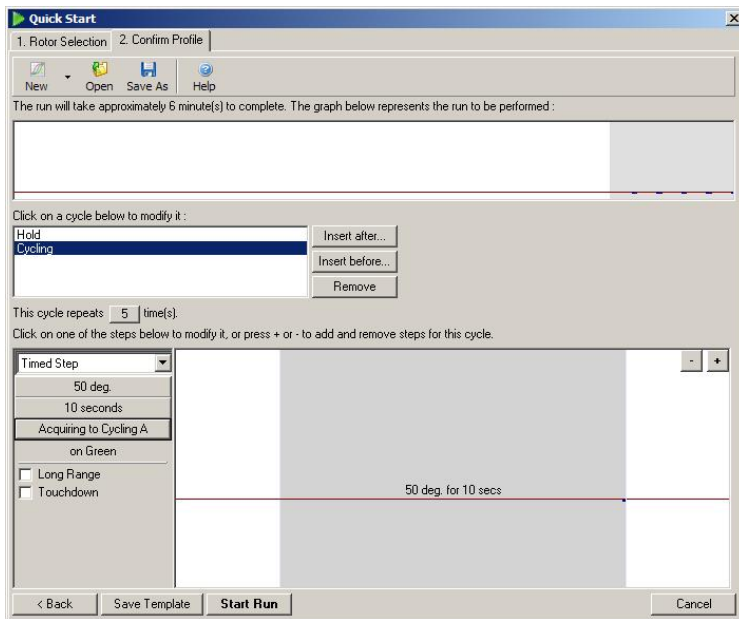 Quick Start
1. Rotor Selection 2. Confirm Profile
New Open Save As Help
The run will take approximately 6 minute(s) to complete. The graph below represents the run to be performed :
Click on a cycle below to modify it :
Hold
Cycling
Insert after...
Insert before...
Remove
This cycle repeats 5 time(s).
Click on one of the steps below to modify it, or press + or - to add and remove steps for this cycle.
Timed Step
- +
50 deg.
10 seconds
Acquiring to Cycling A
on Green
Long Range
Touchdown
50 deg. for 10 secs
< Back Save Template Start Run Cancel